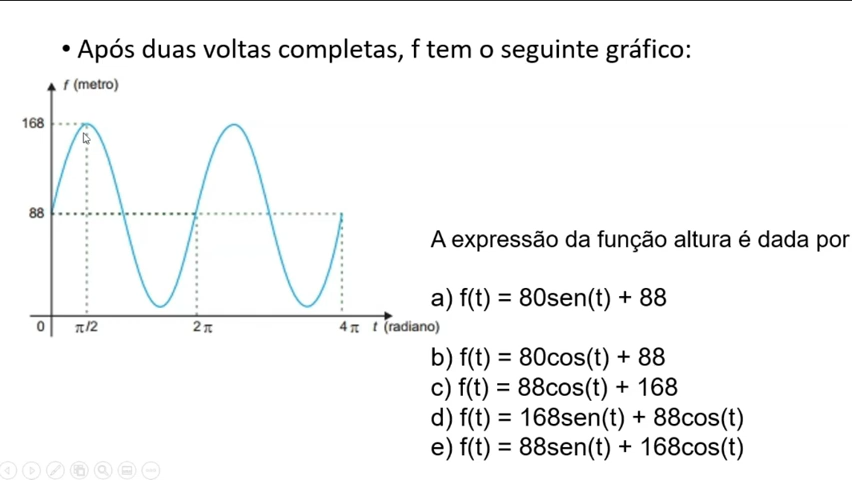 • Após duas voltas completas, f tem o seguinte gráfico:
f (metro)
168
88
0 π/2 2π 4π t (radiano)
A expressão da função altura é dada por
a) f(t) = 80sen(t) + 88
b) f(t) = 80cos(t) + 88
c) f(t) = 88cos(t) + 168
d) f(t) = 168sen(t) + 88cos(t)
e) f(t) = 88sen(t) + 168cos(t)